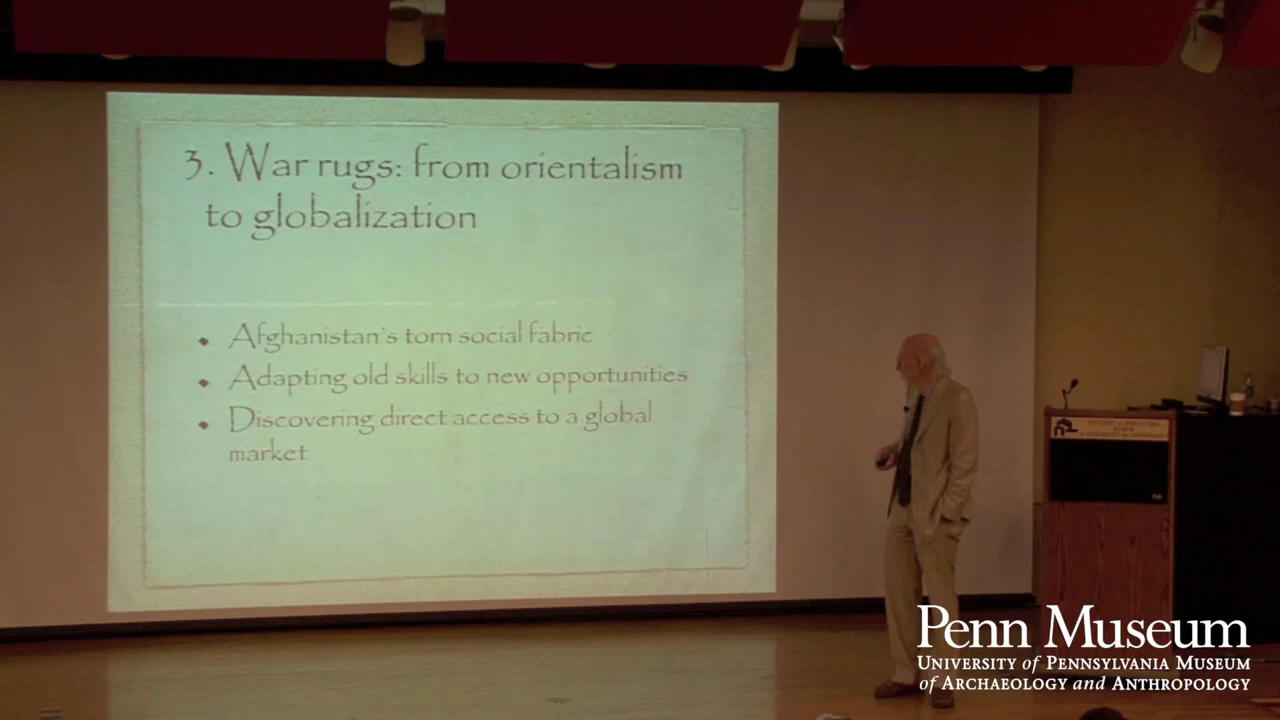 3. War rugs: from orientalism
to globalization
• Afghanistan's torn social fabric
• Adapting old skills to new opportunities
• Discovering direct access to a global
market
Penn Museum
UNIVERSITY of PENNSYLVANIA MUSEUM
of ARCHAEOLOGY and ANTHROPOLOGY